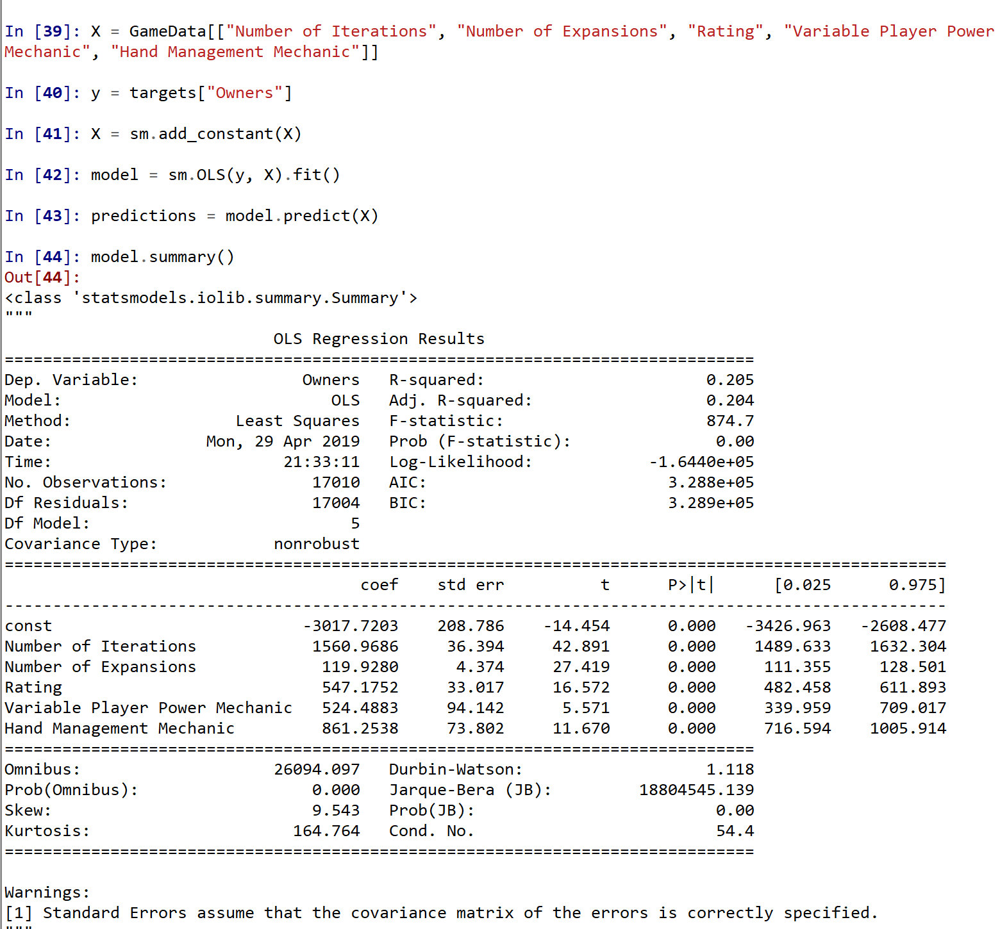 In [39]: X = GameData[["Number of Iterations", "Number of Expansions", "Rating", "Variable Player Power
Mechanic", "Hand Management Mechanic"]]
In [40]: y = targets["Owners"]
In [41]: X = sm.add_constant(X)
In [42]: model = sm.OLS(y, X).fit()
In [43]: predictions = model.predict(X)
In [44]: model.summary()
Out[44]:
<class 'statsmodels.iolib.summary.Summary'>
"""
OLS Regression Results
==============================================================================
Dep. Variable: Owners R-squared: 0.205
Model: OLS Adj. R-squared: 0.204
Method: Least Squares F-statistic: 874.7
Date: Mon, 29 Apr 2019 Prob (F-statistic): 0.00
Time: 21:33:11 Log-Likelihood: -1.6440e+05
No. Observations: 17010 AIC: 3.288e+05
Df Residuals: 17004 BIC: 3.289e+05
Df Model: 5
Covariance Type: nonrobust
==================================================================================================
coef std err t P>|t| [0.025 0.975]
--------------------------------------------------------------------------------------------------
const -3017.7203 208.786 -14.454 0.000 -3426.963 -2608.477
Number of Iterations 1560.9686 36.394 42.891 0.000 1489.633 1632.304
Number of Expansions 119.9280 4.374 27.419 0.000 111.355 128.501
Rating 547.1752 33.017 16.572 0.000 482.458 611.893
Variable Player Power Mechanic 524.4883 94.142 5.571 0.000 339.959 709.017
Hand Management Mechanic 861.2538 73.802 11.670 0.000 716.594 1005.914
==============================================================================
Omnibus: 26094.097 Durbin-Watson: 1.118
Prob(Omnibus): 0.000 Jarque-Bera (JB): 18804545.139
Skew: 9.543 Prob(JB): 0.00
Kurtosis: 164.764 Cond. No. 54.4
==============================================================================
Warnings:
[1] Standard Errors assume that the covariance matrix of the errors is correctly specified.
"""